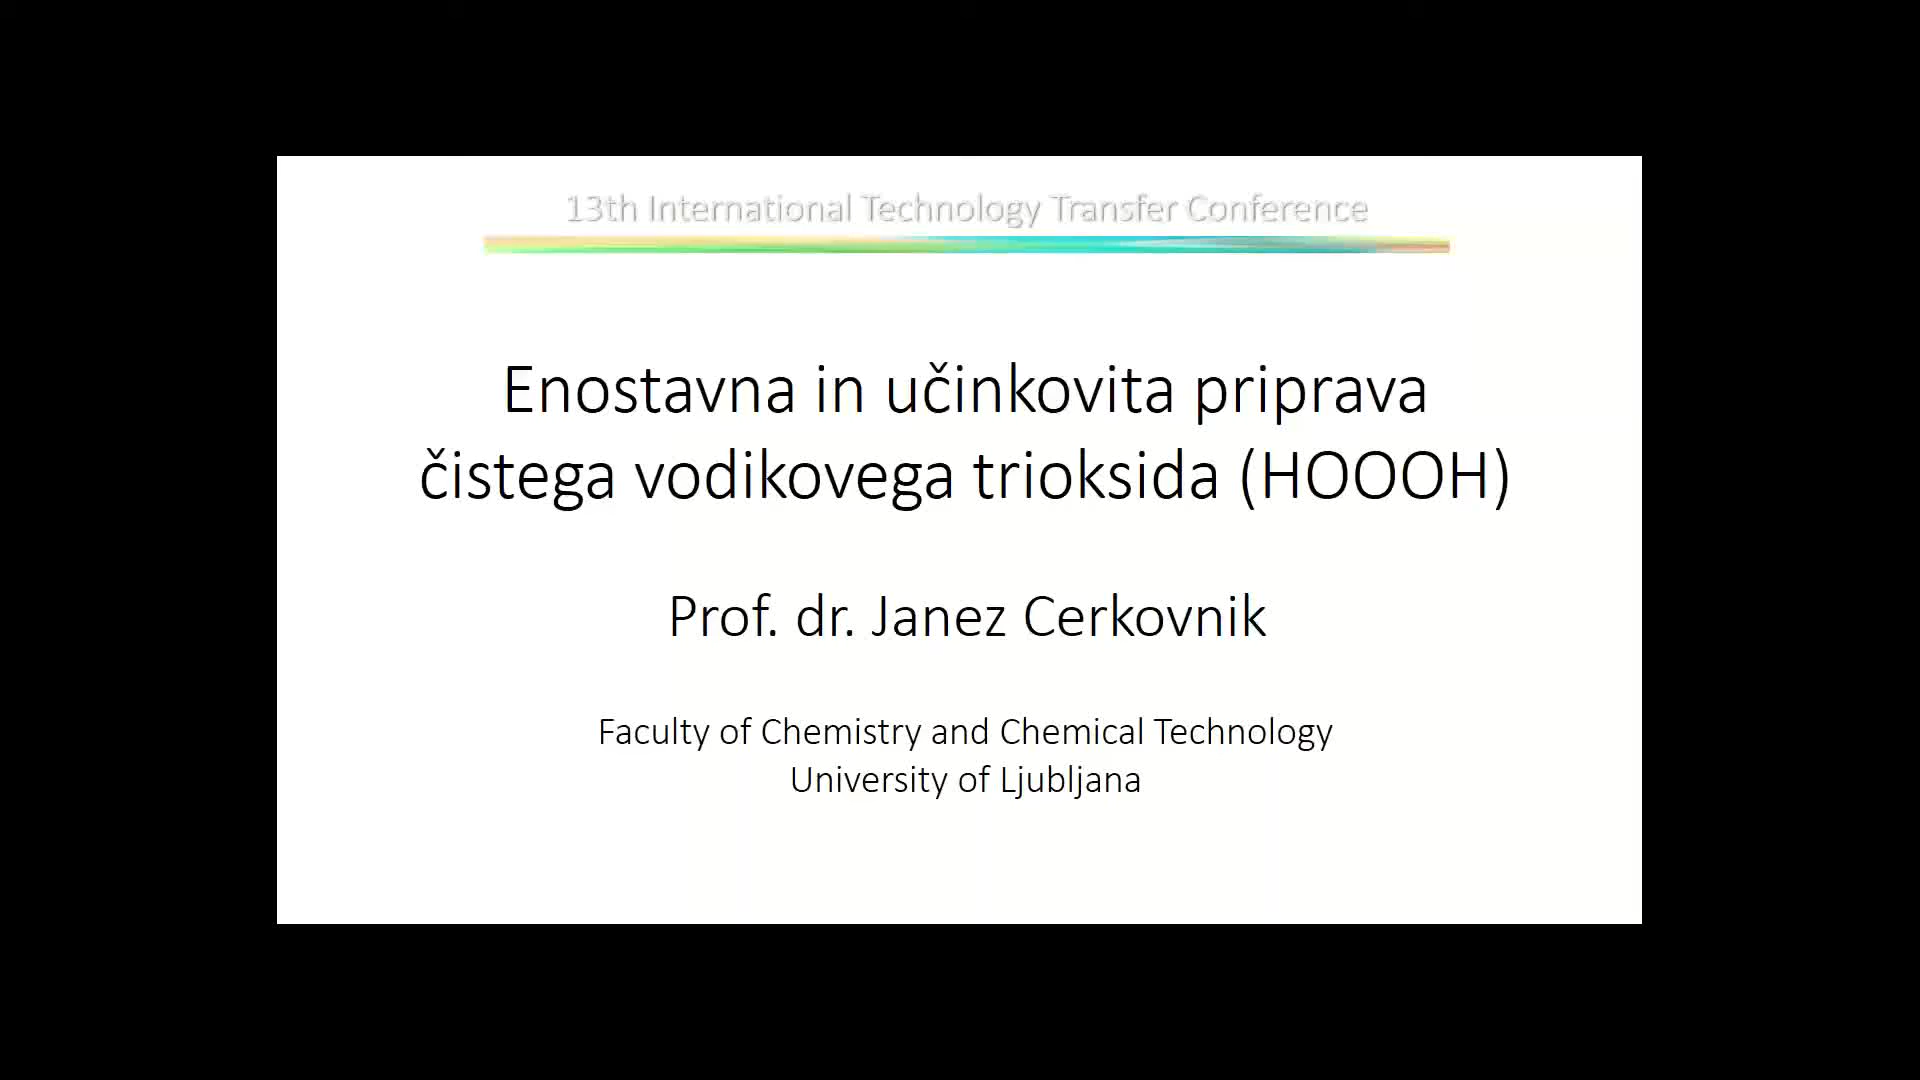 13th International Technology Transfer Conference
Enostavna in učinkovita priprava
čistega vodikovega trioksida (HOOOH)
Prof. dr. Janez Cerkovnik
Faculty of Chemistry and Chemical Technology
University of Ljubljana